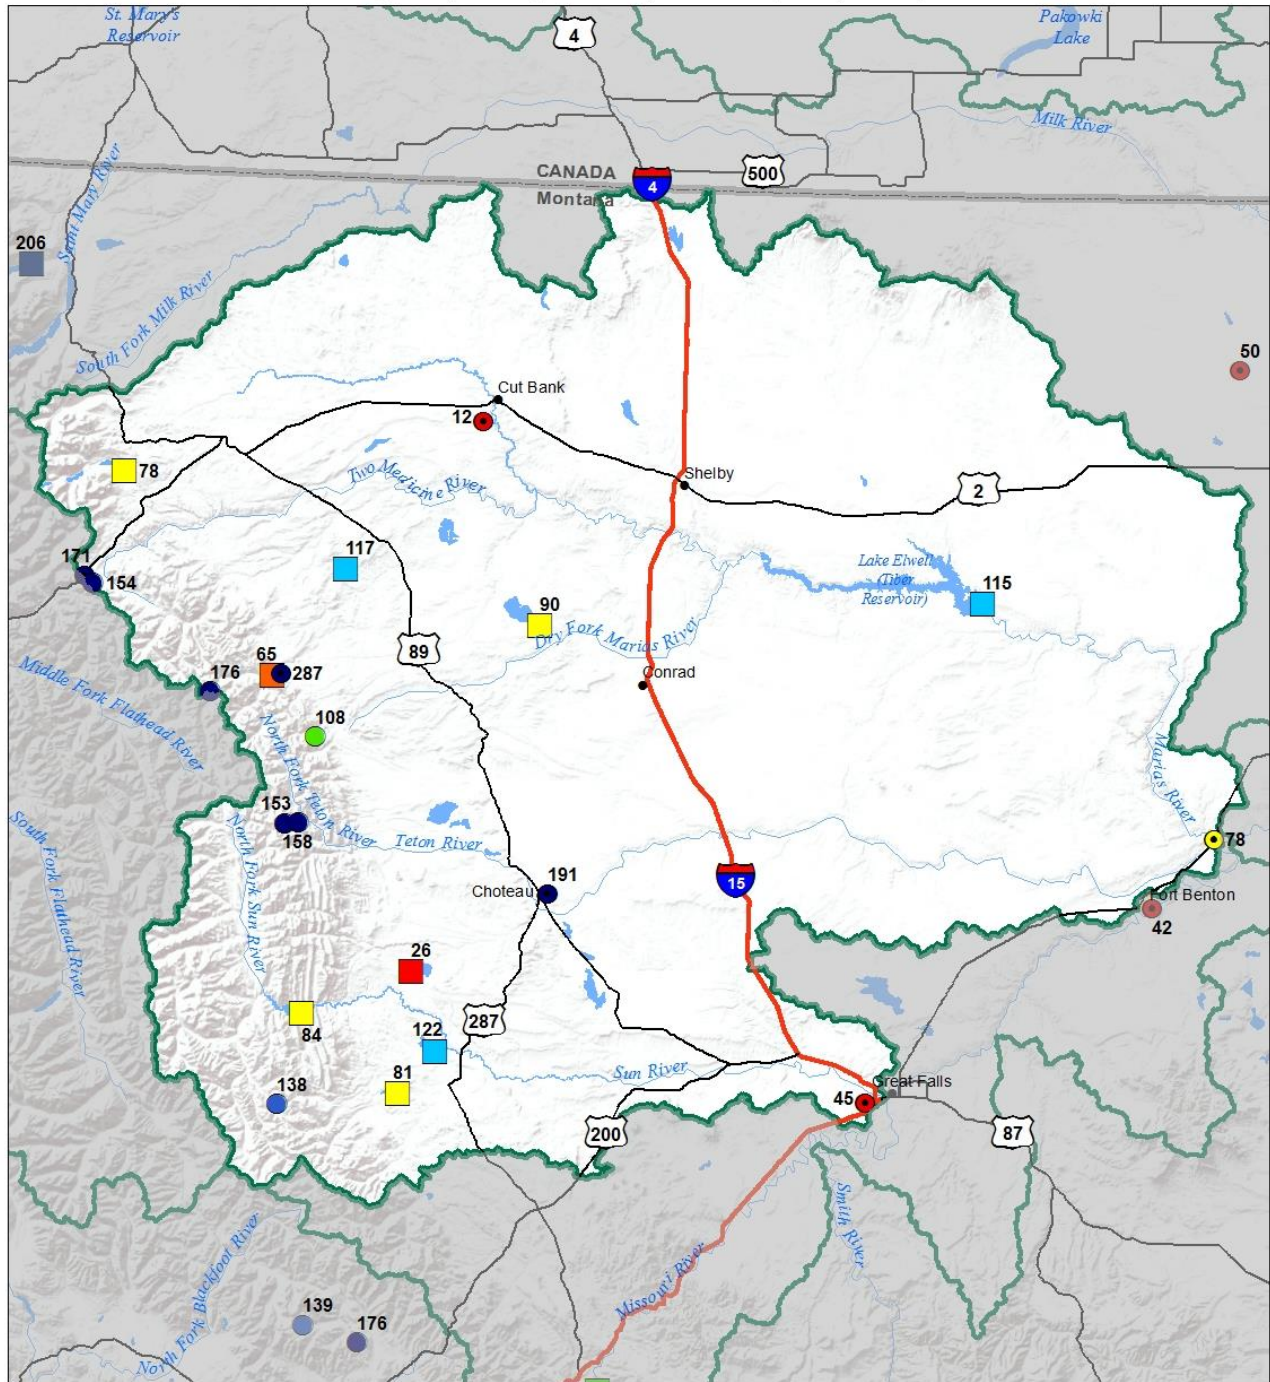 St. Mary's
Reservoir
4
Pakowki
Lake
Milk River
CANADA
Montana
4
500
Saint Mary River
206
South Fork Milk River
50
Cut Bank
12
78
Two Medicine River
Shelby
2
171
154
117
Lake Elwell
(Tiber
Reservoir)
115
90
Dry Fork Marias River
89
65
287
176
Conrad
Middle Fork Flathead River
108
North Fork Teton River
Marias River
153
158
Teton River
South Fork Flathead River
North Fork Sun River
78
191
Choteau
15
Fort Benton
42
26
84
287
122
Sun River
81
138
45
Great Falls
200
87
Smith River
Missouri River
North Fork Blackfoot River
139
176